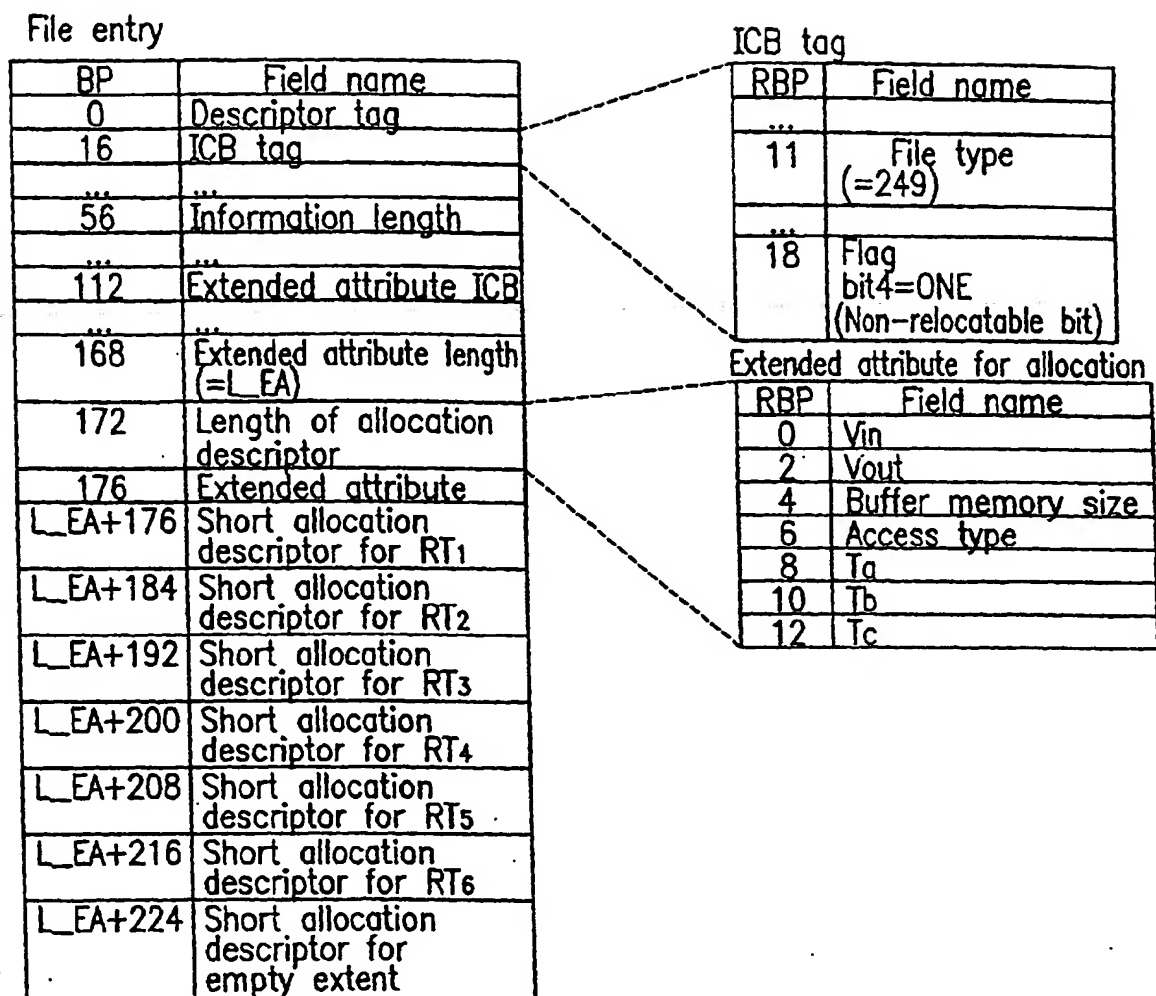 File entry
BP Field name
0 Descriptor tag
16 ICB tag
... ...
56 Information length
... ...
112 Extended attribute ICB
... ...
168 Extended attribute length
(=L_EA)
172 Length of allocation
descriptor
176 Extended attribute
L_EA+176 Short allocation
descriptor for RT1
L_EA+184 Short allocation
descriptor for RT2
L_EA+192 Short allocation
descriptor for RT3
L_EA+200 Short allocation
descriptor for RT4
L_EA+208 Short allocation
descriptor for RT5
L_EA+216 Short allocation
descriptor for RT6
L_EA+224 Short allocation
descriptor for
empty extent
ICB tag
RBP Field name
...
11 File type
(=249)
...
18 Flag
bit4=ONE
(Non-relocatable bit)
Extended attribute for allocation
RBP Field name
0 Vin
2 Vout
4 Buffer memory size
6 Access type
8 Ta
10 Tb
12 Tc